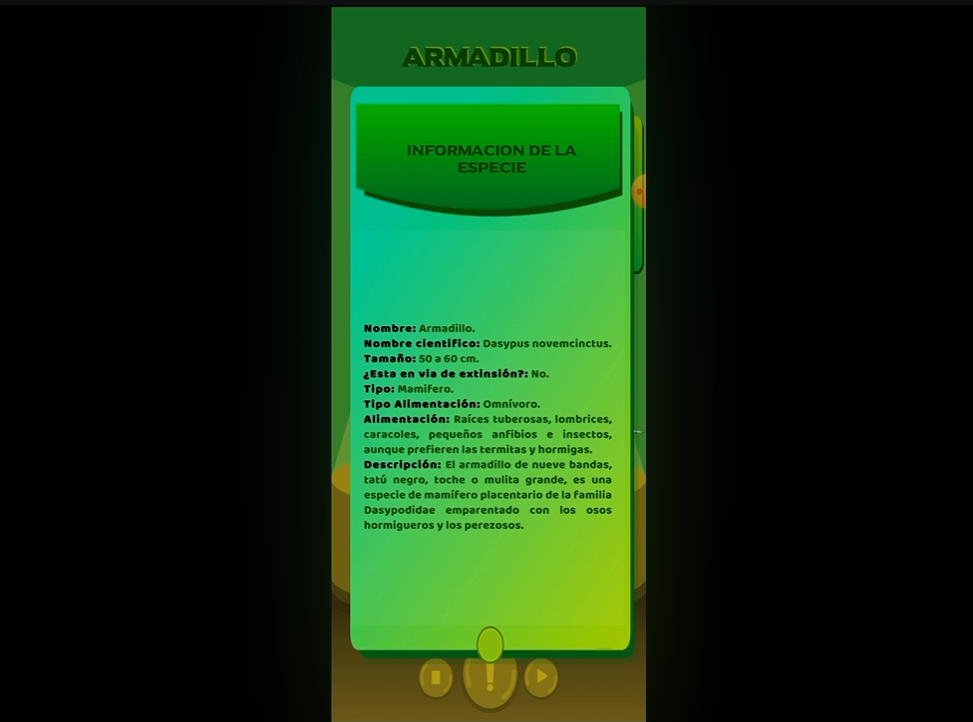 ARMADILLO
INFORMACION DE LA
ESPECIE
Nombre: Armadillo.
Nombre cientifico: Dasypus novemcinctus.
Tamaño: 50 a 60 cm.
¿Esta en via de extinsión?: No.
Tipo: Mamifero.
Tipo Alimentación: Omnívoro.
Alimentación: Raíces tuberosas, lombrices,
caracoles, pequeños anfibios e insectos,
aunque prefieren las termitas y hormigas.
Descripción: El armadillo de nueve bandas,
tatú negro, toche o mulita grande, es una
especie de mamífero placentario de la familia
Dasypodidae emparentado con los osos
hormigueros y los perezosos.
!